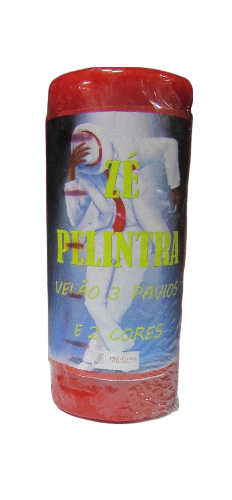 ZÉ
PELINTRA
VELÃO 3 PAVIOS
E 2 CORES